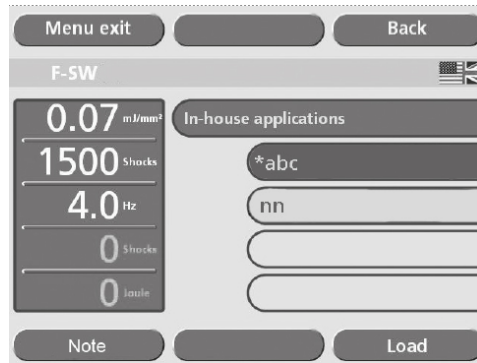 Menu exit
Back
F-SW
0.07 mJ/mm²
In-house applications
1500 Shocks
*abc
4.0 Hz
nn
0 Shocks
0 Joule
Note
Load